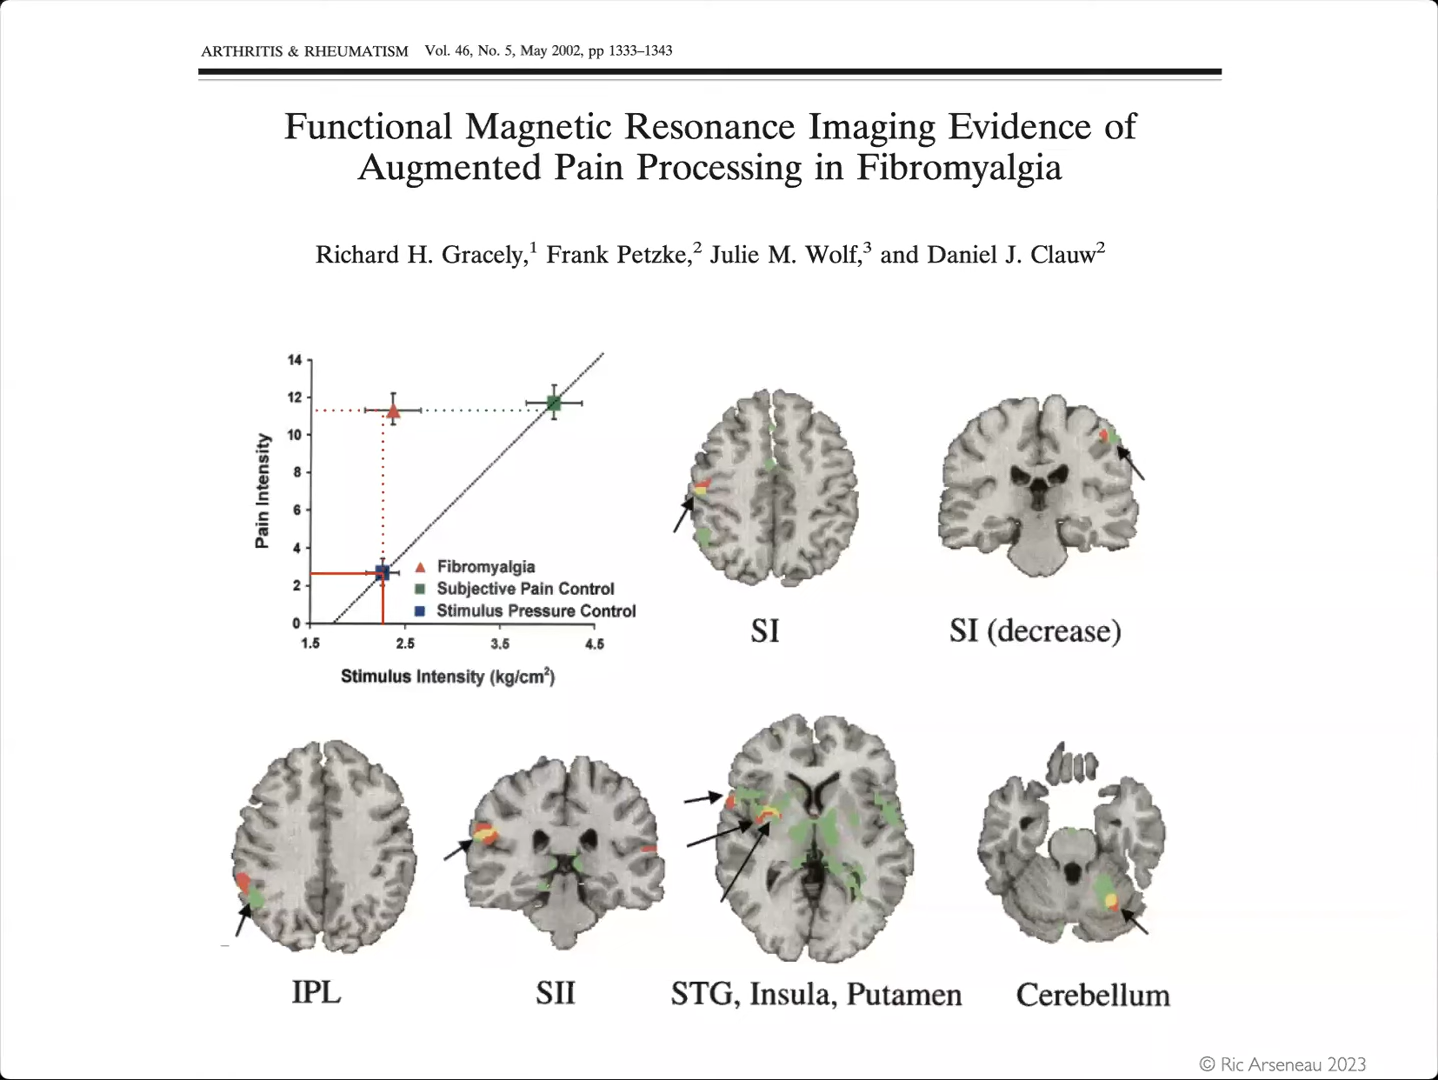 ARTHRITIS & RHEUMATISM Vol. 46, No. 5, May 2002, pp 1333–1343
Functional Magnetic Resonance Imaging Evidence of
Augmented Pain Processing in Fibromyalgia
Richard H. Gracely,1 Frank Petzke,2 Julie M. Wolf,3 and Daniel J. Clauw2
14
12
10
8
6
4
2
0
Pain Intensity
Fibromyalgia
Subjective Pain Control
Stimulus Pressure Control
1.5 2.5 3.5 4.5
Stimulus Intensity (kg/cm2)
SI
SI (decrease)
IPL
SII
STG, Insula, Putamen
Cerebellum
© Ric Arseneau 2023